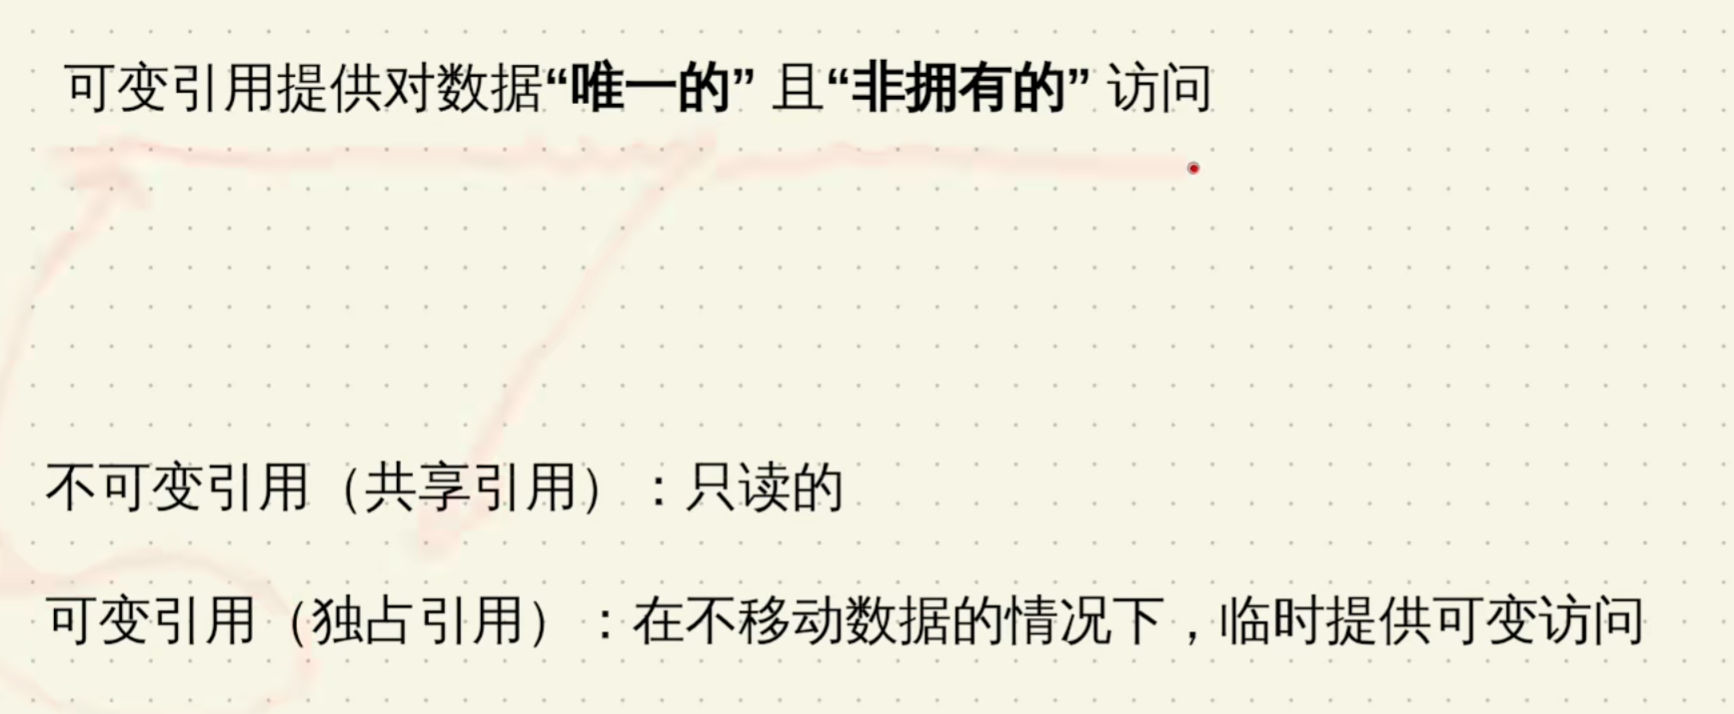 可变引用提供对数据“唯一的” 且“非拥有的” 访问
不可变引用（共享引用）：只读的
可变引用（独占引用）：在不移动数据的情况下，临时提供可变访问